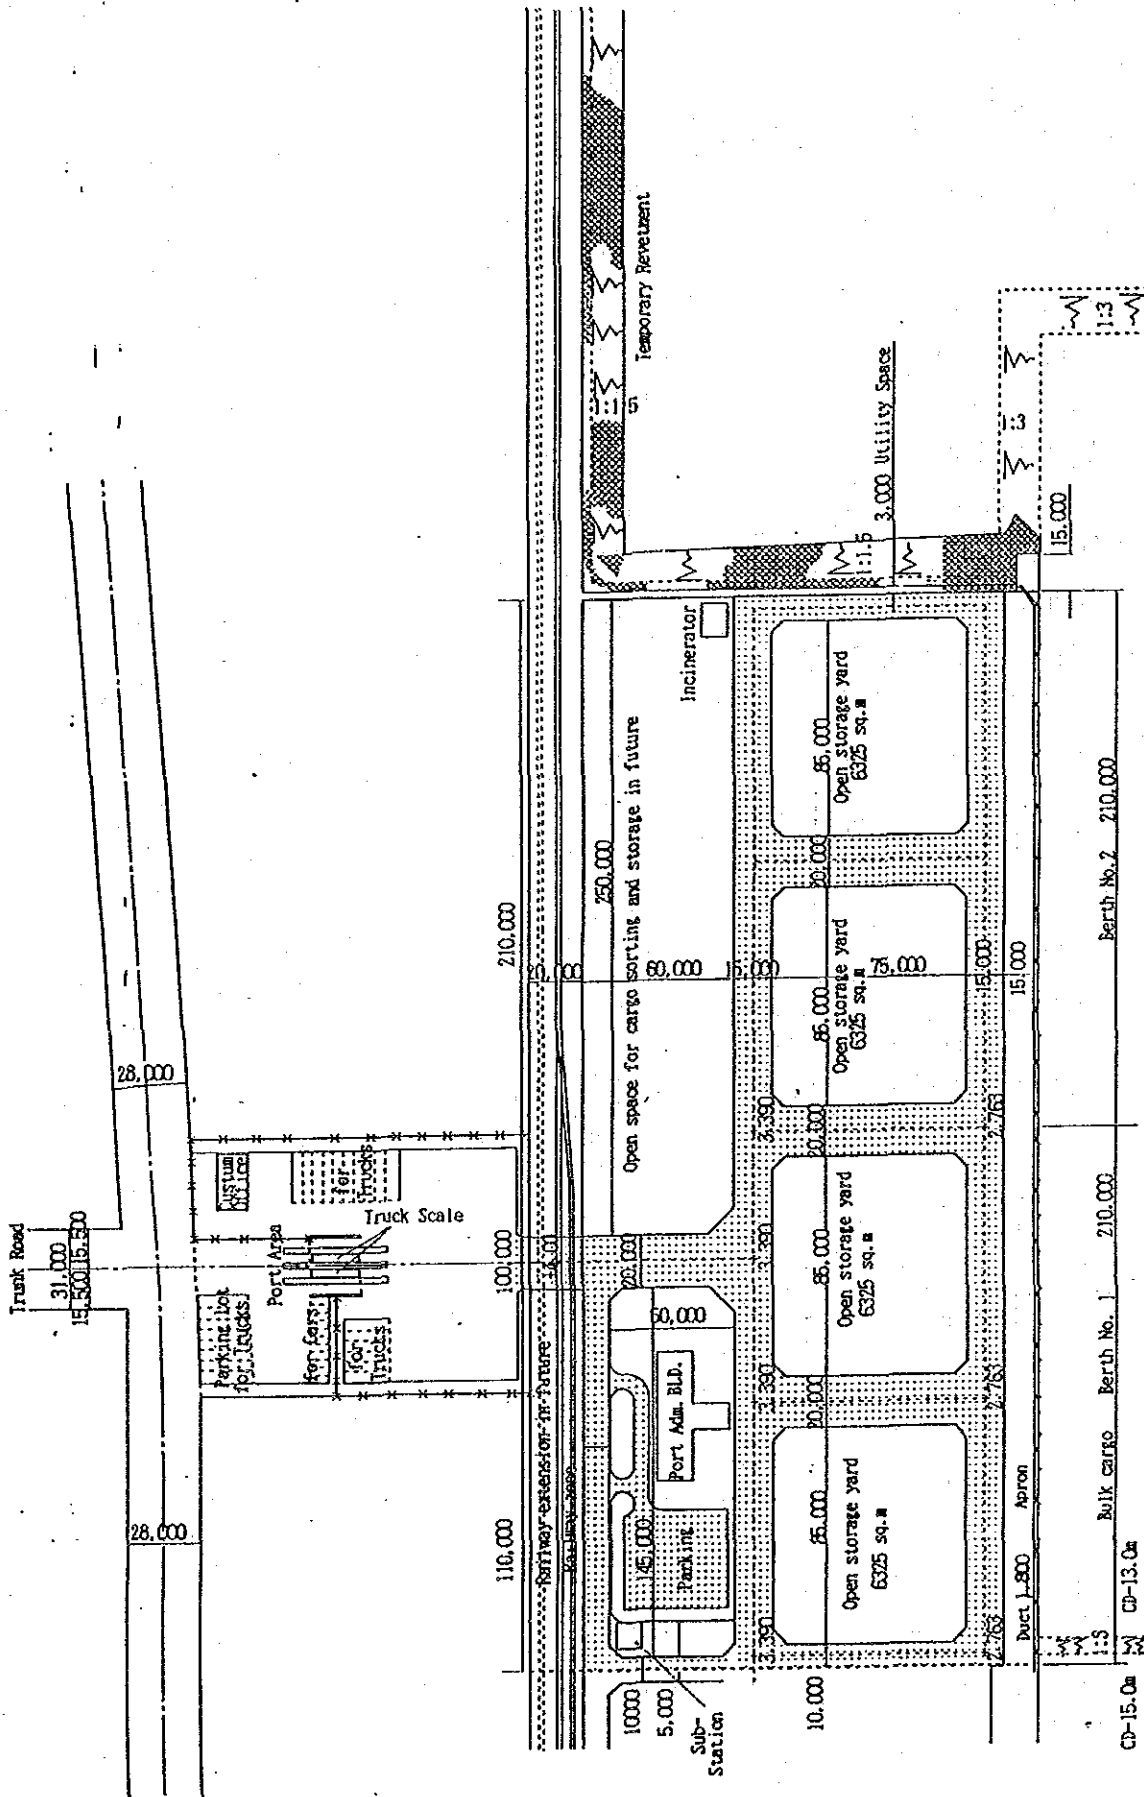 Trunk Road
31,000
15,500
15,500
28,000
28,000
Custum
Office
for
Trucks
Truck Scale
Port Area
Parking Lot
for Trucks
for Cars
for
Trucks
110,000
100,000
210,000
Railway extension in future
Railway zone
20,000
250,000
Open space for cargo sorting and storage in future
60,000
15,000
75,000
15,000
15,000
Incinerator
Temporary Revetment
1:1.5
1:1.5
3.000 Utility Space
1:3
1:3
15.000
20,000
60,000
Port Adm. BLD.
145,000
Parking
10000
5,000
Sub-
Station
10.000
3.390
3.390
3.390
3.390
85,000
Open storage yard
6325 sq.m
20,000
85,000
Open storage yard
6325 sq.m
20,000
85,000
Open storage yard
6325 sq.m
20,000
85,000
Open storage yard
6325 sq.m
2.763
2.763
2.763
Duct 1.800
Apron
Bulk cargo
Berth No. 1
210.000
Berth No.2
210.000
CD-15.0m
CD-13.0m